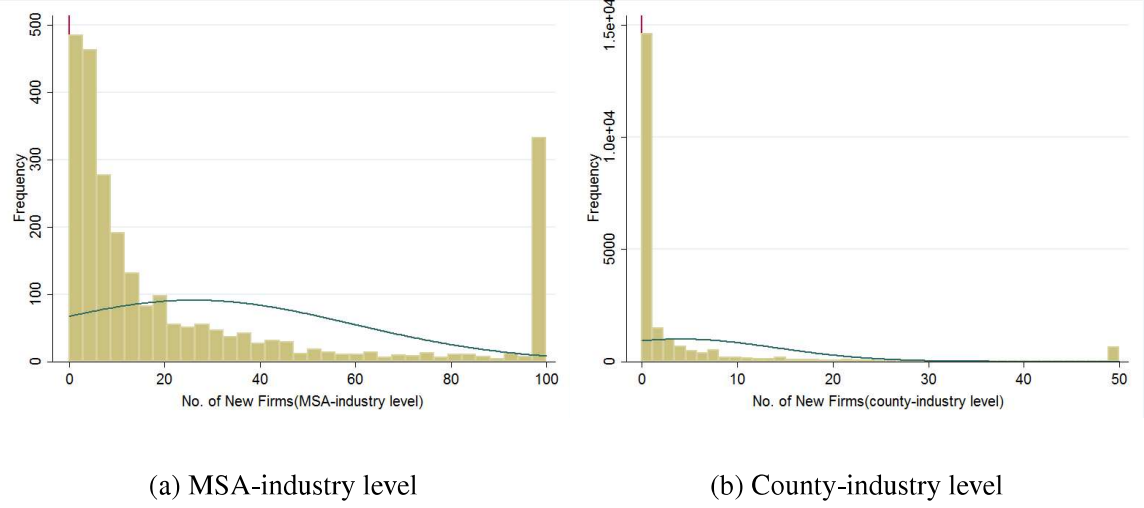 500
400
300
200
100
0
Frequency
0 20 40 60 80 100
No. of New Firms(MSA-industry level)
(a) MSA-industry level
1.5e+04
1.0e+04
5000
0
Frequency
0 10 20 30 40 50
No. of New Firms(county-industry level)
(b) County-industry level